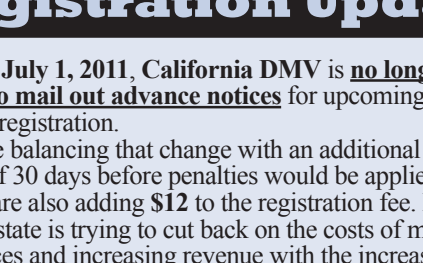 gistration Upd
July 1, 2011, California DMV is no long
o mail out advance notices for upcoming
registration.
e balancing that change with an additional
f 30 days before penalties would be applie
are also adding $12 to the registration fee.
state is trying to cut back on the costs of m
ces and increasing revenue with the increas